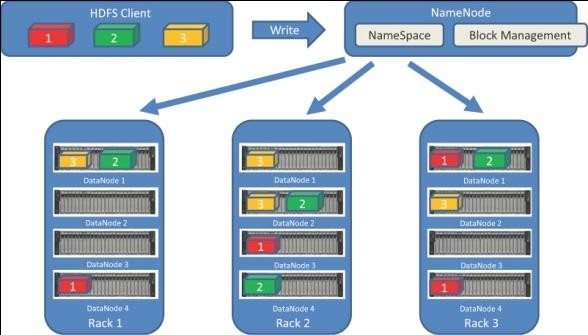 HDFS Client
1 2 3
Write
NameNode
NameSpace Block Management
3 2
DataNode 1
DataNode 2
DataNode 3
1
DataNode 4
Rack 1
3
DataNode 1
3 2
DataNode 2
1
DataNode 3
2
DataNode 4
Rack 2
1 2
DataNode 1
3
DataNode 2
DataNode 3
1
DataNode 4
Rack 3